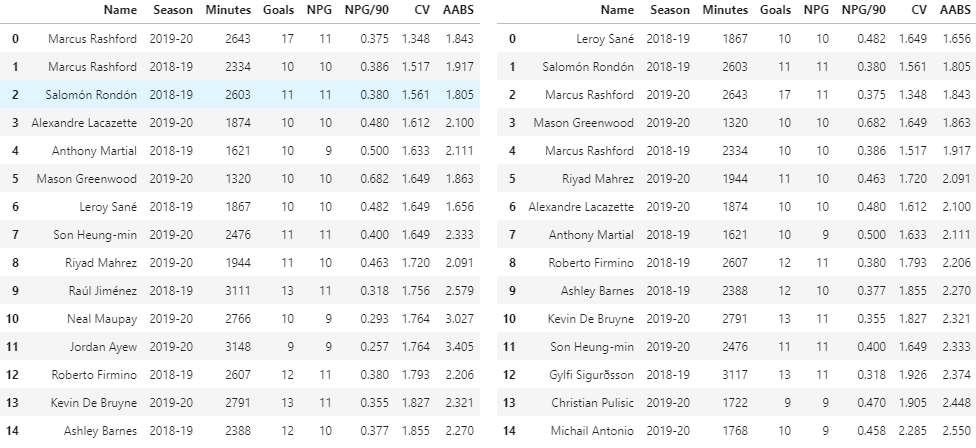 Name Season Minutes Goals NPG NPG/90 CV AABS
0 Marcus Rashford 2019-20 2643 17 11 0.375 1.348 1.843
1 Marcus Rashford 2018-19 2334 10 10 0.386 1.517 1.917
2 Salomón Rondón 2018-19 2603 11 11 0.380 1.561 1.805
3 Alexandre Lacazette 2019-20 1874 10 10 0.480 1.612 2.100
4 Anthony Martial 2018-19 1621 10 9 0.500 1.633 2.111
5 Mason Greenwood 2019-20 1320 10 10 0.682 1.649 1.863
6 Leroy Sané 2018-19 1867 10 10 0.482 1.649 1.656
7 Son Heung-min 2019-20 2476 11 11 0.400 1.649 2.333
8 Riyad Mahrez 2019-20 1944 11 10 0.463 1.720 2.091
9 Raúl Jiménez 2018-19 3111 13 11 0.318 1.756 2.579
10 Neal Maupay 2019-20 2766 10 9 0.293 1.764 3.027
11 Jordan Ayew 2019-20 3148 9 9 0.257 1.764 3.405
12 Roberto Firmino 2018-19 2607 12 11 0.380 1.793 2.206
13 Kevin De Bruyne 2019-20 2791 13 11 0.355 1.827 2.321
14 Ashley Barnes 2018-19 2388 12 10 0.377 1.855 2.270
Name Season Minutes Goals NPG NPG/90 CV AABS
0 Leroy Sané 2018-19 1867 10 10 0.482 1.649 1.656
1 Salomón Rondón 2018-19 2603 11 11 0.380 1.561 1.805
2 Marcus Rashford 2019-20 2643 17 11 0.375 1.348 1.843
3 Mason Greenwood 2019-20 1320 10 10 0.682 1.649 1.863
4 Marcus Rashford 2018-19 2334 10 10 0.386 1.517 1.917
5 Riyad Mahrez 2019-20 1944 11 10 0.463 1.720 2.091
6 Alexandre Lacazette 2019-20 1874 10 10 0.480 1.612 2.100
7 Anthony Martial 2018-19 1621 10 9 0.500 1.633 2.111
8 Roberto Firmino 2018-19 2607 12 11 0.380 1.793 2.206
9 Ashley Barnes 2018-19 2388 12 10 0.377 1.855 2.270
10 Kevin De Bruyne 2019-20 2791 13 11 0.355 1.827 2.321
11 Son Heung-min 2019-20 2476 11 11 0.400 1.649 2.333
12 Gylfi Sigurðsson 2018-19 3117 13 11 0.318 1.926 2.374
13 Christian Pulisic 2019-20 1722 9 9 0.470 1.905 2.448
14 Michail Antonio 2019-20 1768 10 9 0.458 2.285 2.550